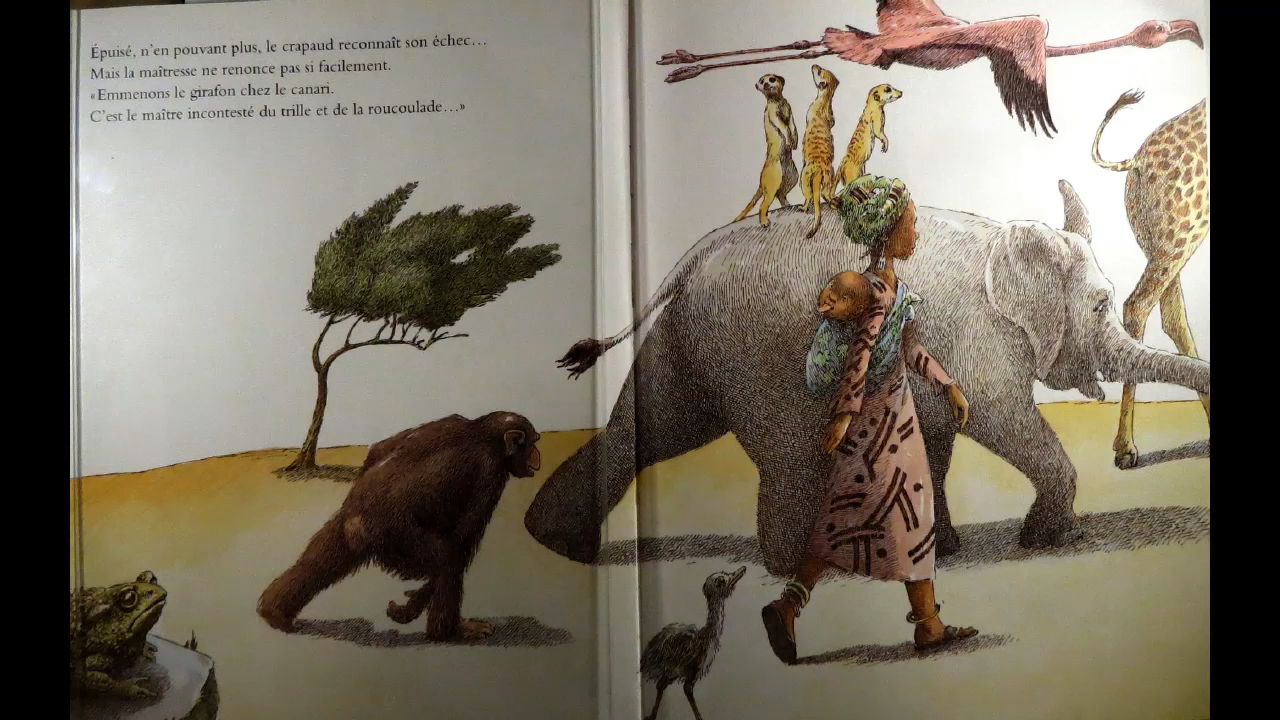 Épuisé, n'en pouvant plus, le crapaud reconnaît son échec…
Mais la maîtresse ne renonce pas si facilement.
«Emmenons le girafon chez le canari.
C'est le maître incontesté du trille et de la roucoulade…»